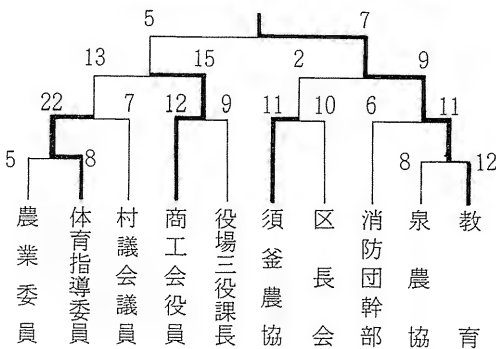 5 7
13 15 2 9
22 7 12 9 11 10 6 11
5 8 8 12
農業委員
体育指導委員
村議会議員
商工会役員
役場三役課長
須釜農協
区長会
消防団幹部
泉農協
教育